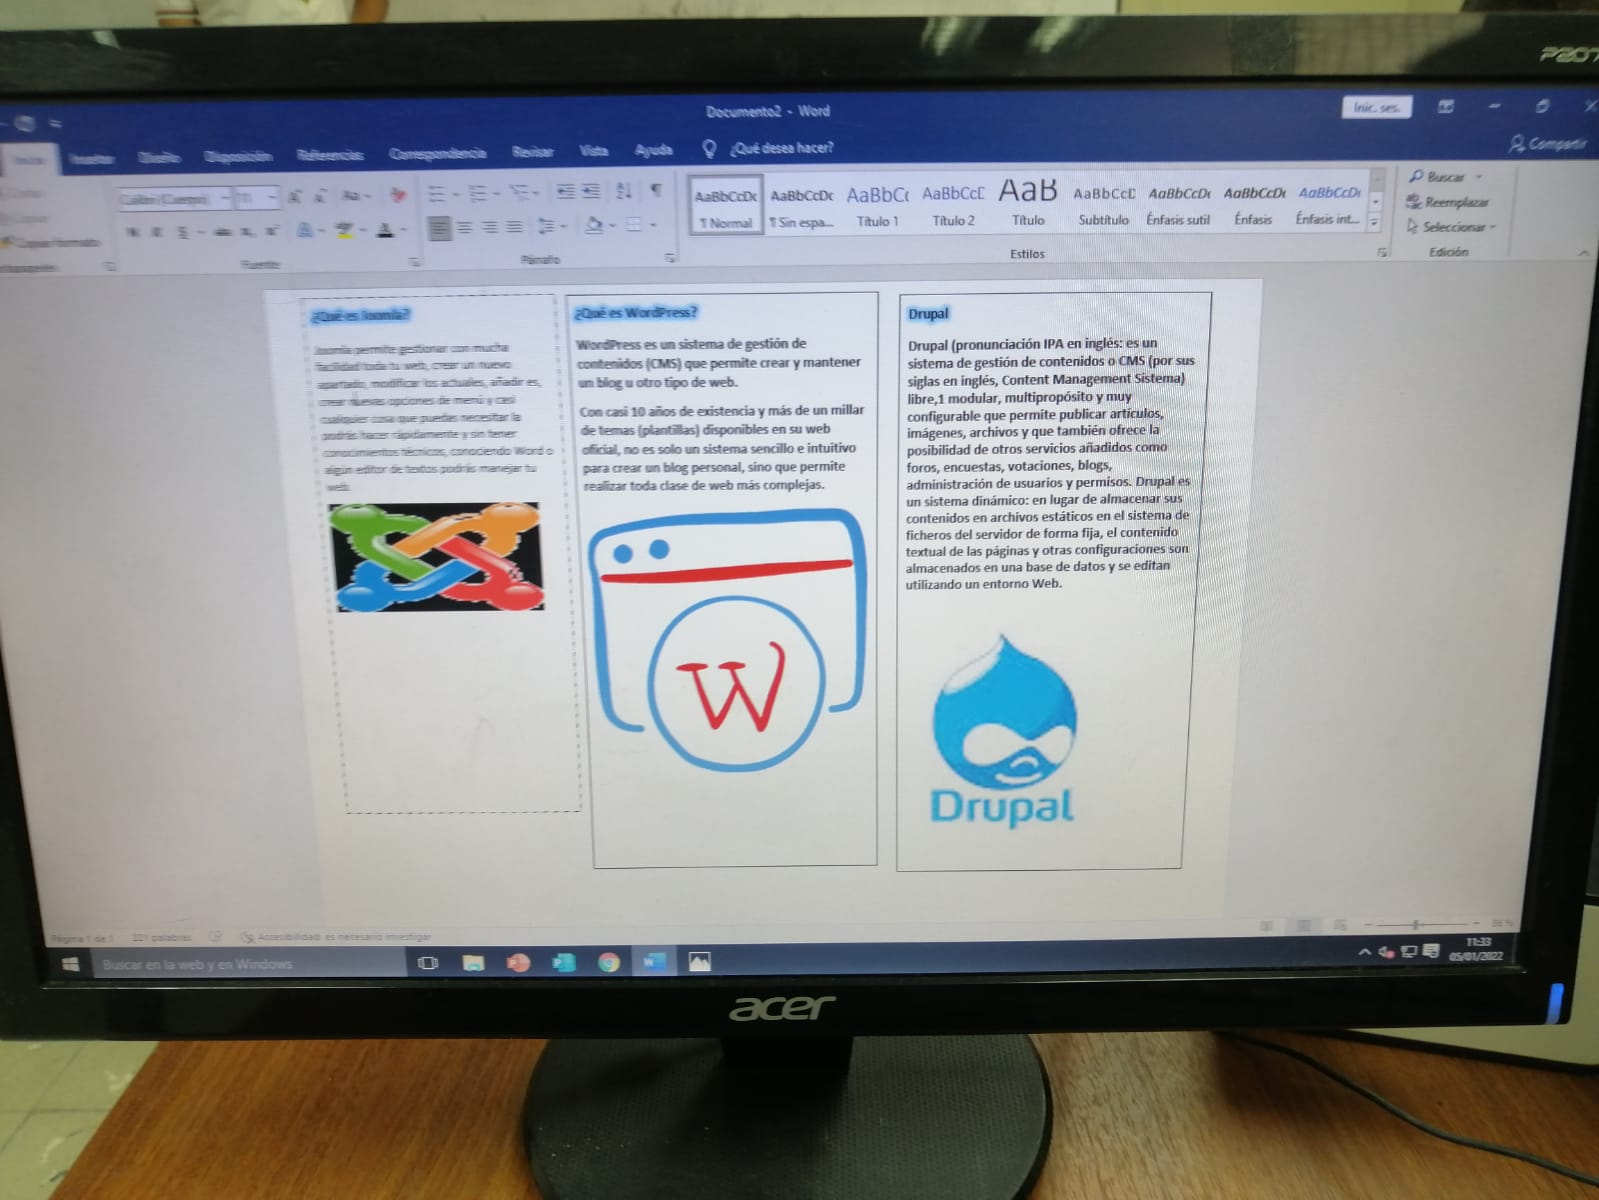 P207
Documento2 - Word
Inic. ses.
Insertar Diseño Disposición Referencias Correspondencia Revisar Vista Ayuda ¿Qué desea hacer?
Compartir
Copiar formato
Fuente
Párrafo
AaBbCcDc AaBbCcDc AaBbCc AaBbCcD AaB AaBbCcD AaBbCcDc AaBbCcDc AaBbCcDc
¶ Normal ¶ Sin espa... Título 1 Título 2 Título Subtítulo Énfasis sutil Énfasis Énfasis int...
Estilos
Buscar
Reemplazar
Seleccionar
Edición
¿Qué es Joomla?
Joomla permite gestionar con mucha
facilidad toda tu web, crear un nuevo
apartado, modificar los actuales, añadir es,
crear nuevas opciones de menú y casi
cualquier cosa que puedas necesitar la
podrás hacer rápidamente y sin tener
conocimientos técnicos, conociendo Word o
algún editor de textos podrás manejar tu
web.
¿Qué es WordPress?
WordPress es un sistema de gestión de
contenidos (CMS) que permite crear y mantener
un blog u otro tipo de web.
Con casi 10 años de existencia y más de un millar
de temas (plantillas) disponibles en su web
official, no es solo un sistema sencillo e intuitivo
para crear un blog personal, sino que permite
realizar toda clase de web más complejas.
W
Drupal
Drupal (pronunciación IPA en inglés: es un
sistema de gestión de contenidos o CMS (por sus
siglas en inglés, Content Management Sistema)
libre,1 modular, multipropósito y muy
configurable que permite publicar artículos,
imágenes, archivos y que también ofrece la
posibilidad de otros servicios añadidos como
foros, encuestas, votaciones, blogs,
administración de usuarios y permisos. Drupal es
un sistema dinámico: en lugar de almacenar sus
contenidos en archivos estáticos en el sistema de
ficheros del servidor de forma fija, el contenido
textual de las páginas y otras configuraciones son
almacenados en una base de datos y se editan
utilizando un entorno Web.
Drupal
Página 1 de 1 321 palabras Accesibilidad: es necesario investigar
Buscar en la web y en Windows
11:33
05/01/2022
acer